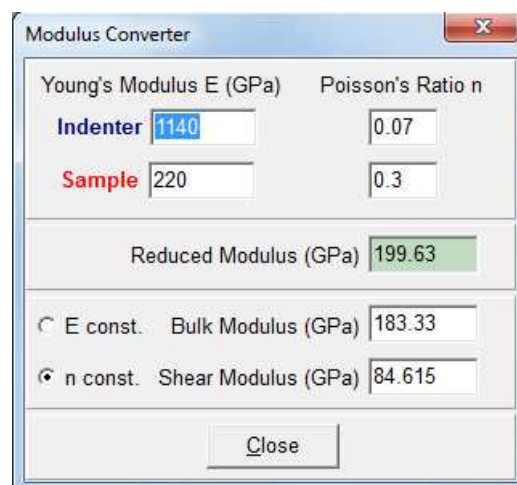 Modulus Converter
Young's Modulus E (GPa) Poisson's Ratio n
Indenter 1140 0.07
Sample 220 0.3
Reduced Modulus (GPa) 199.63
E const. Bulk Modulus (GPa) 183.33
n const. Shear Modulus (GPa) 84.615
Close